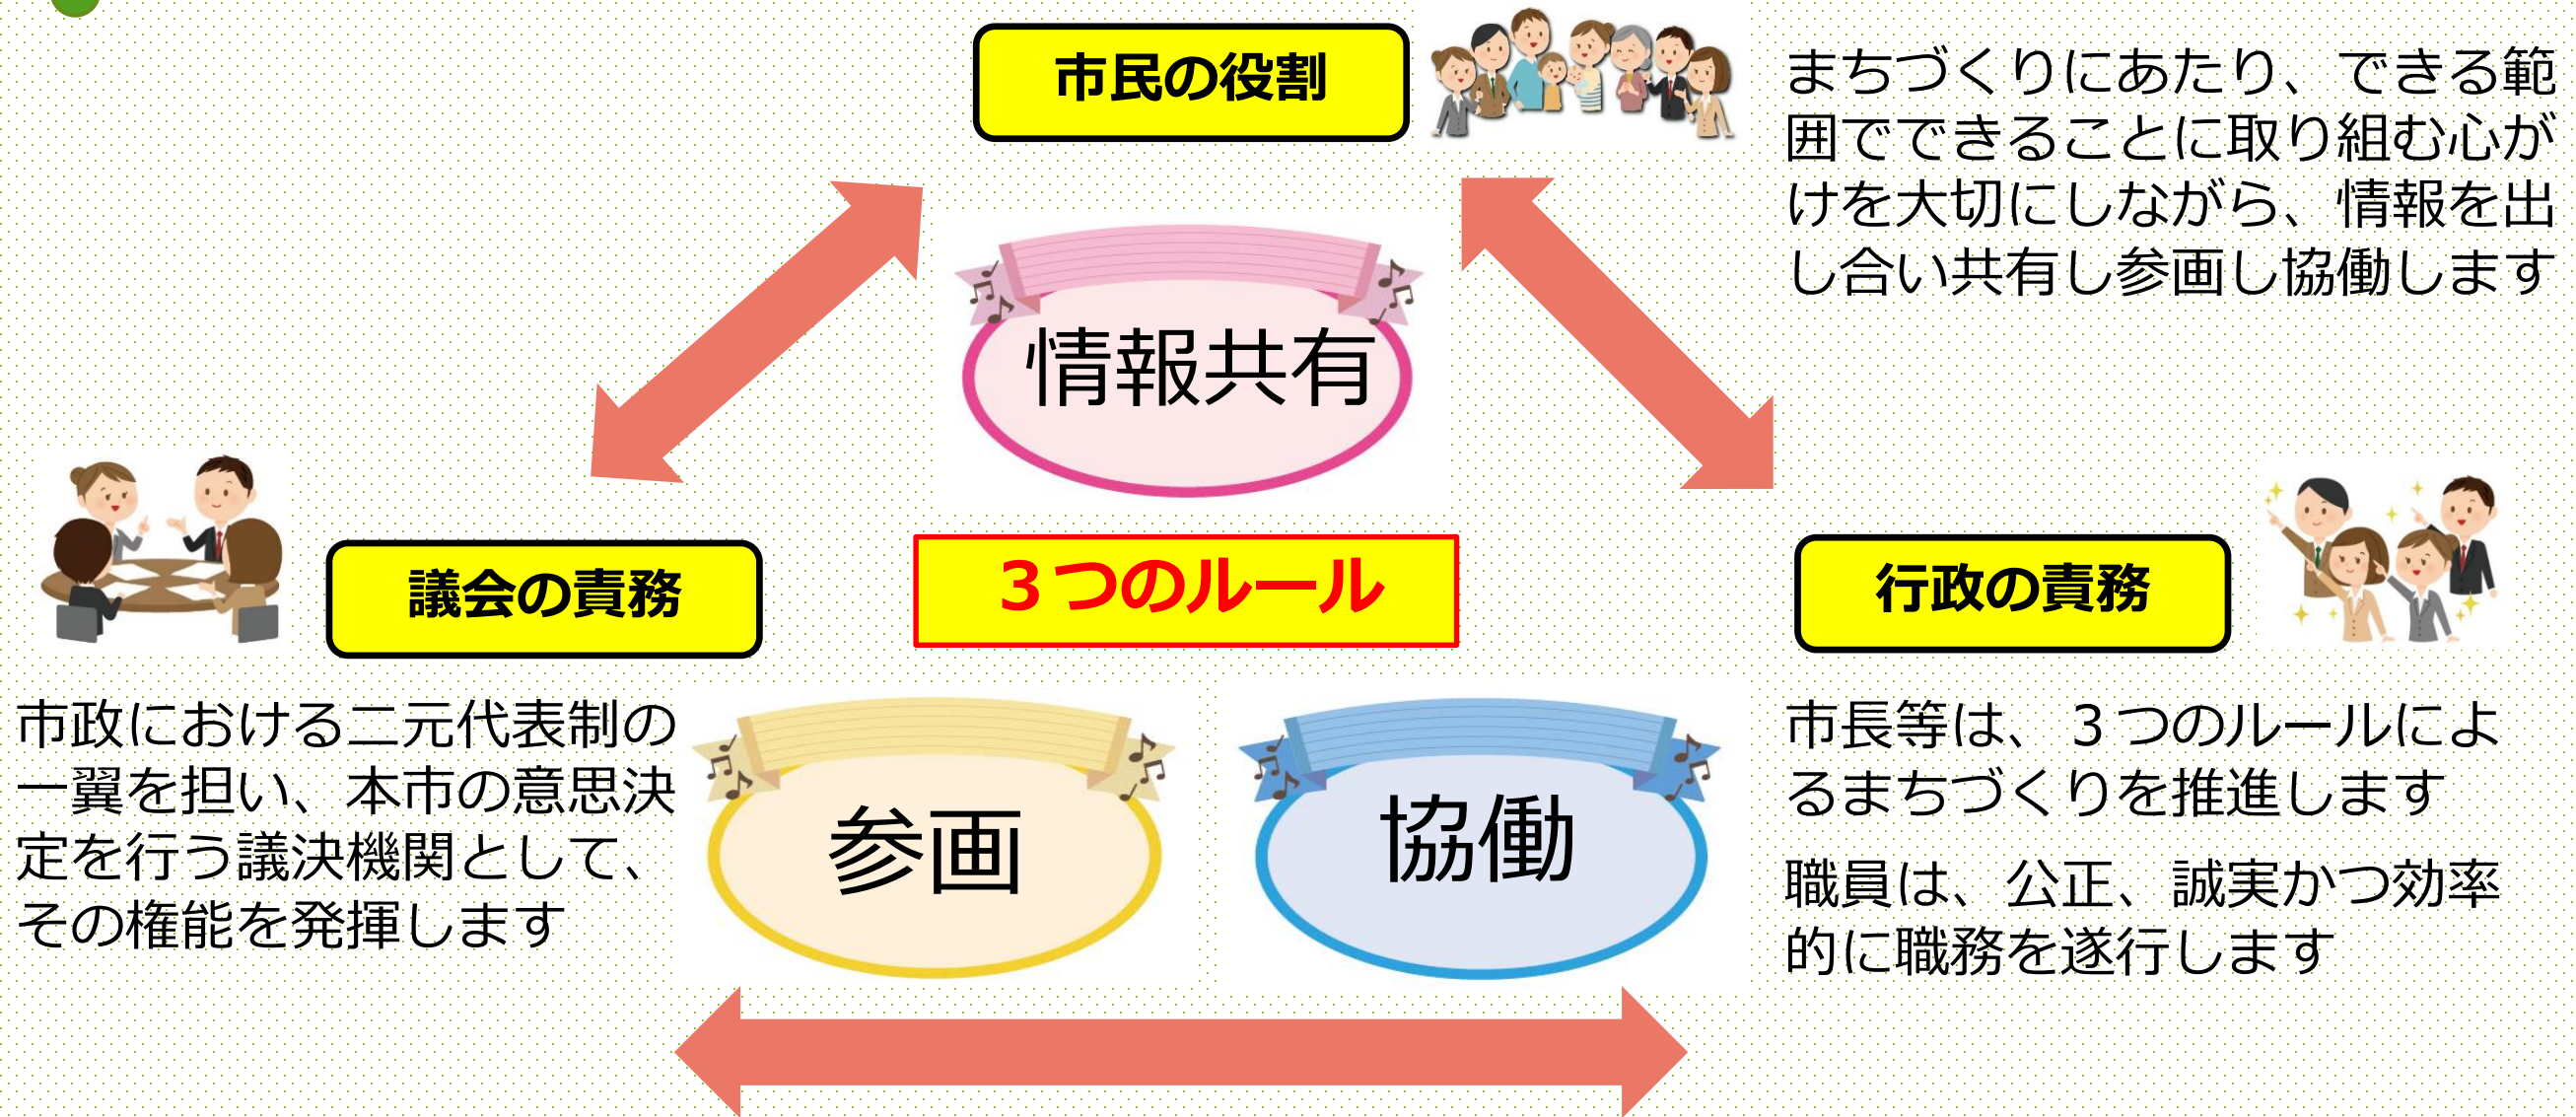 市民の役割
まちづくりにあたり、できる範
囲でできることに取り組む心が
けを大切にしながら、情報を出
し合い共有し参画し協働します
情報共有
議会の責務
3つのルール
行政の責務
市政における二元代表制の
一翼を担い、本市の意思決
定を行う議決機関として、
その権能を発揮します
参画
協働
市長等は、3つのルールによ
るまちづくりを推進します
職員は、公正、誠実かつ効率
的に職務を遂行します